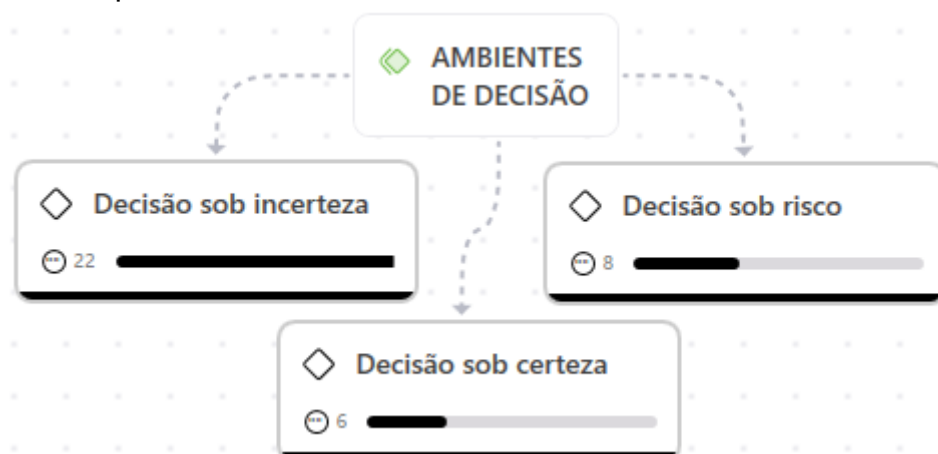 AMBIENTES
DE DECISÃO
Decisão sob incerteza
22
Decisão sob risco
8
Decisão sob certeza
6